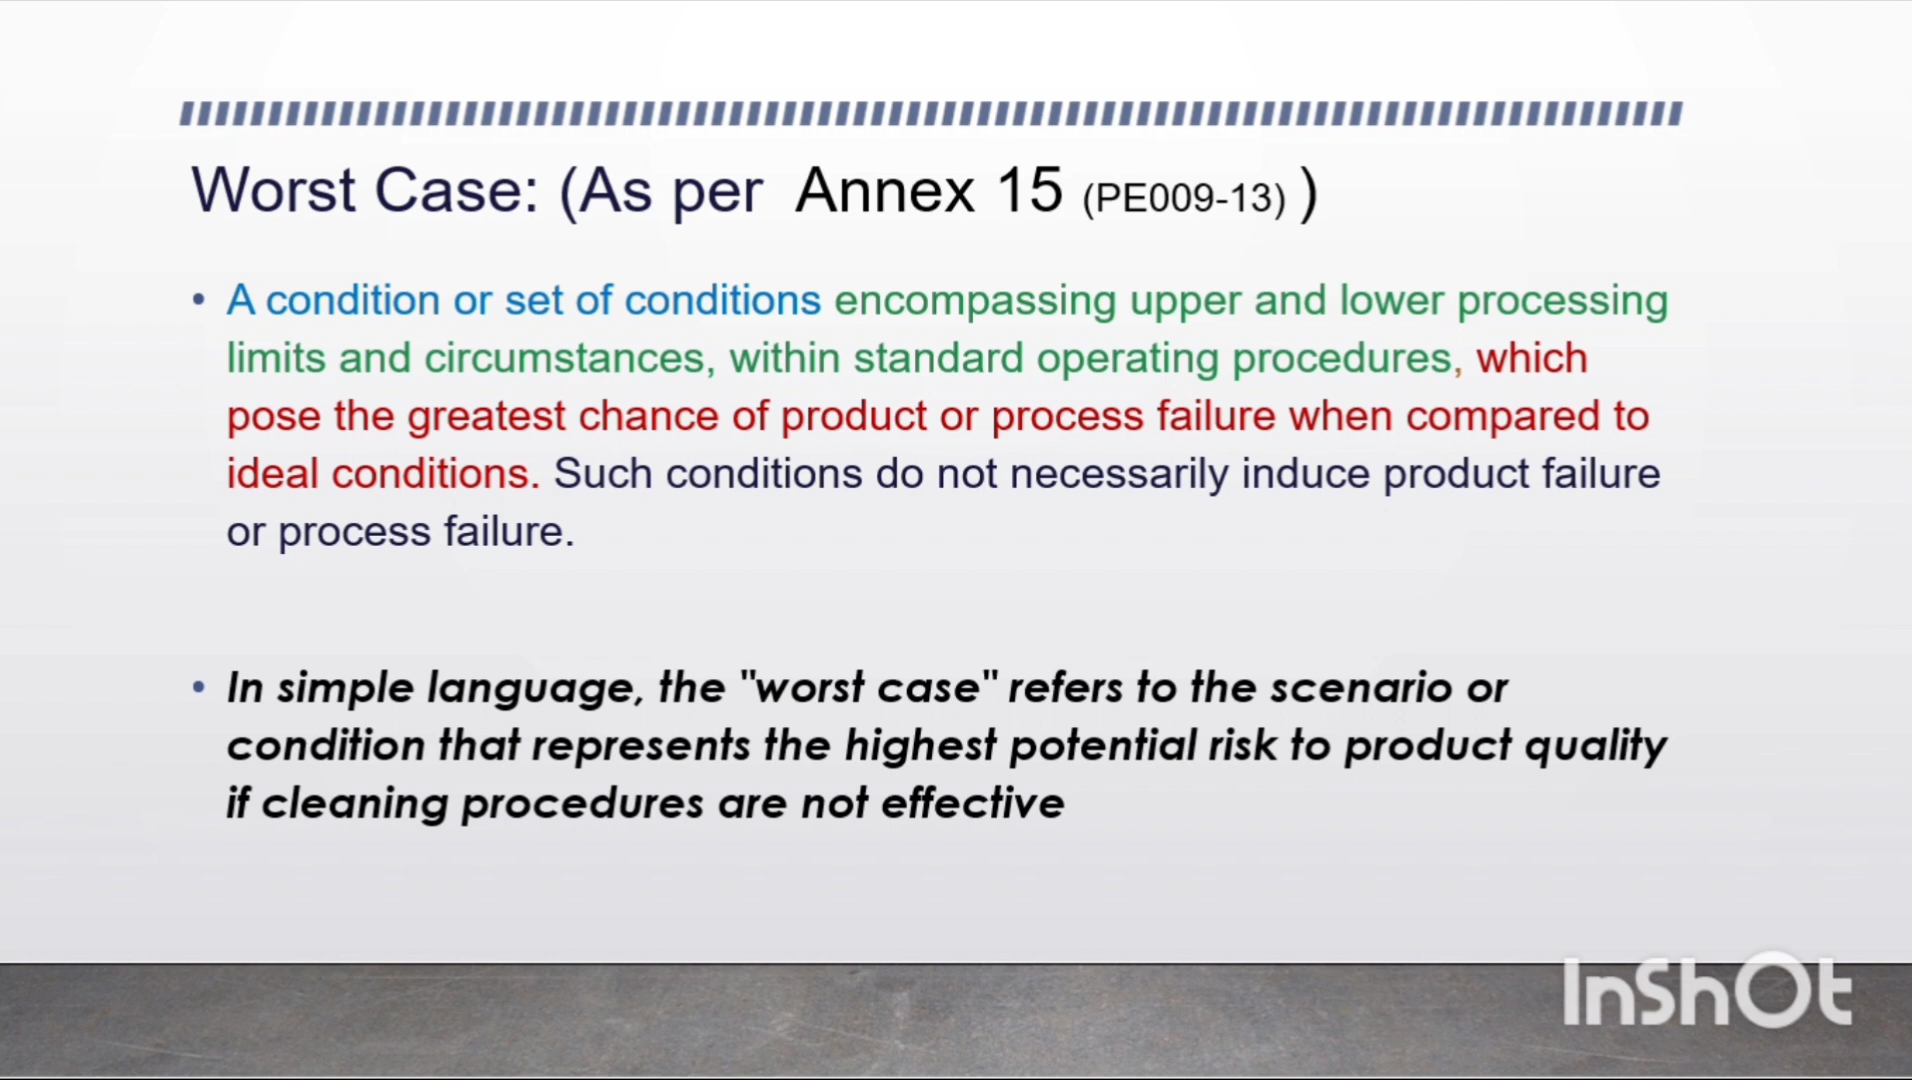 Worst Case: (As per Annex 15 (PE009-13) )
• A condition or set of conditions encompassing upper and lower processing
limits and circumstances, within standard operating procedures, which
pose the greatest chance of product or process failure when compared to
ideal conditions. Such conditions do not necessarily induce product failure
or process failure.
• In simple language, the "worst case" refers to the scenario or
condition that represents the highest potential risk to product quality
if cleaning procedures are not effective
InShOt